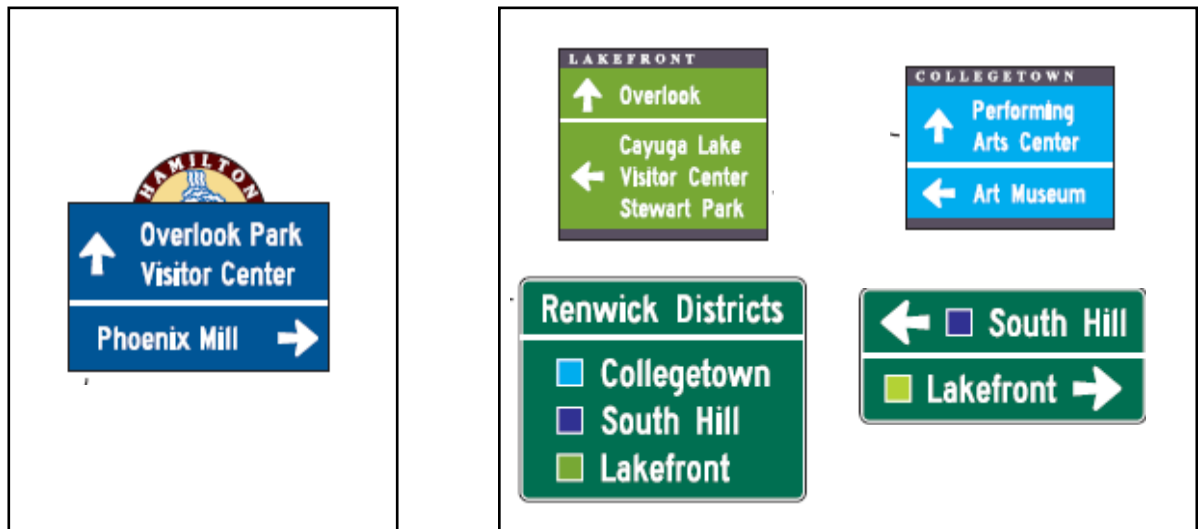 HAMILTON
Overlook Park
Visitor Center
Phoenix Mill
LAKEFRONT
Overlook
Cayuga Lake
Visitor Center
Stewart Park
COLLEGETOWN
Performing
Arts Center
Art Museum
Renwick Districts
Collegetown
South Hill
Lakefront
South Hill
Lakefront